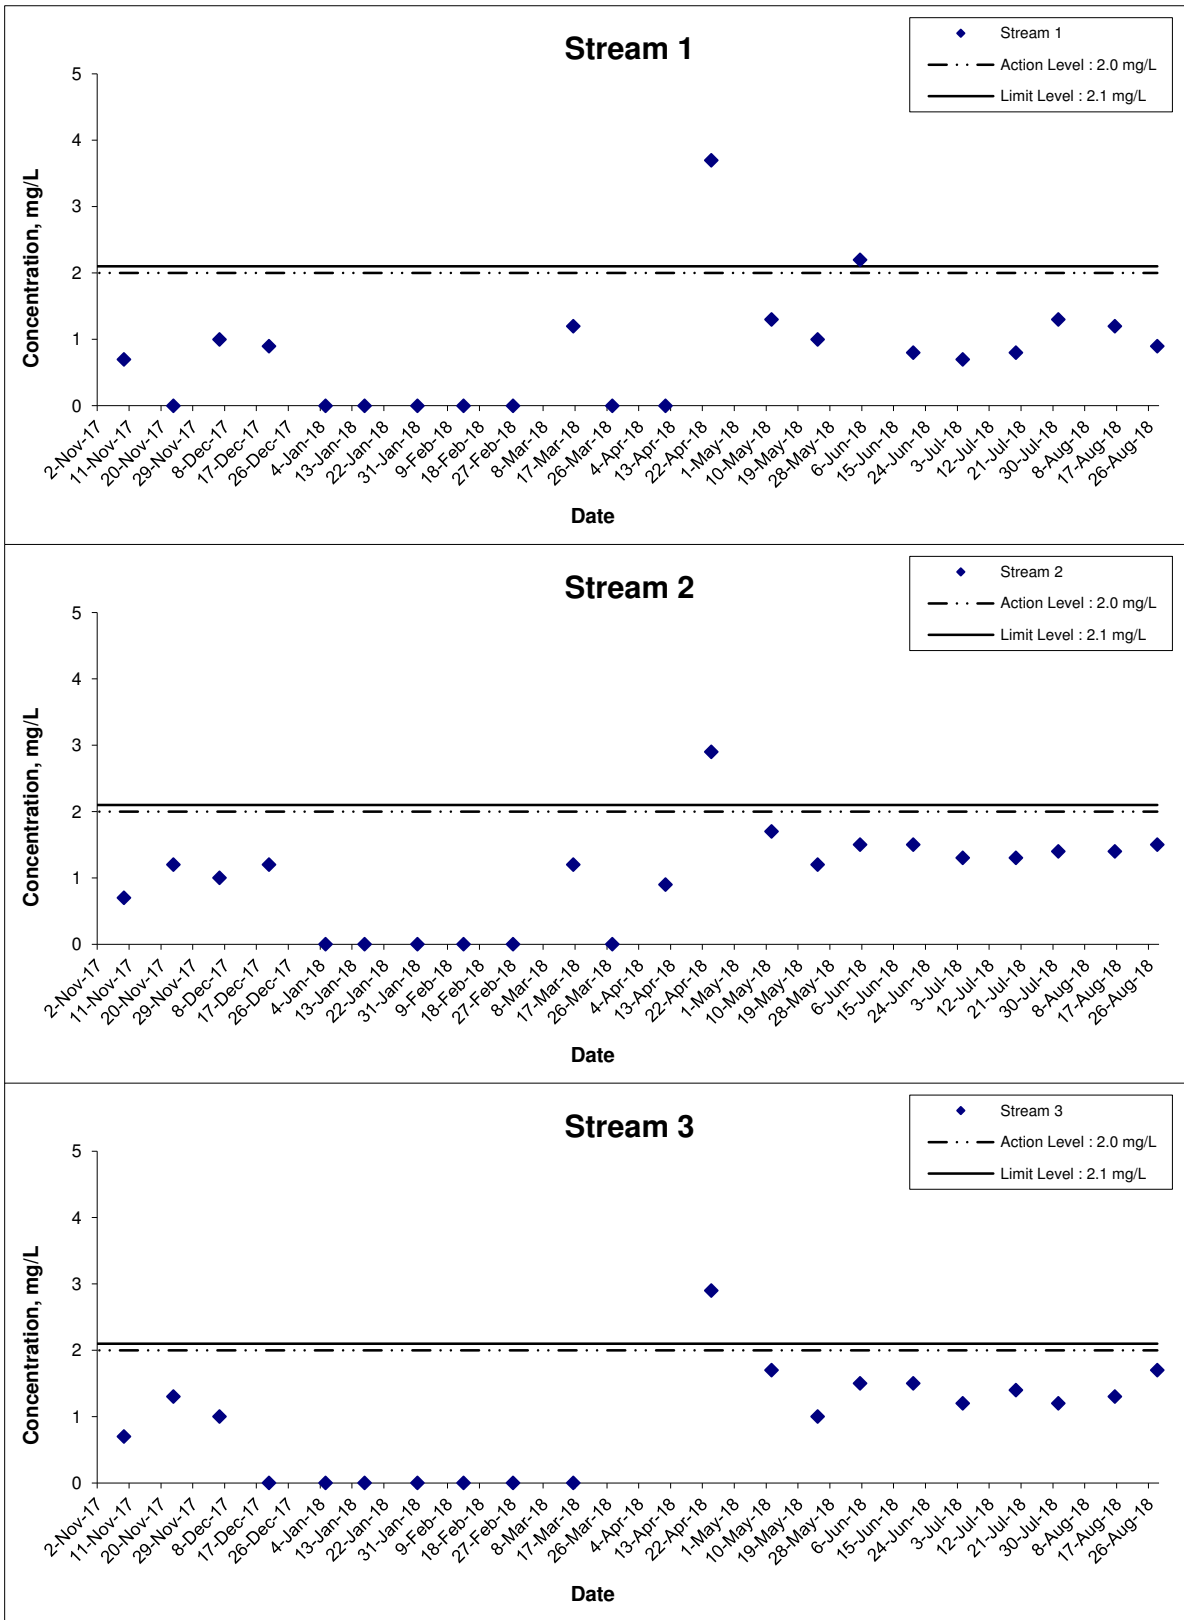 Stream 1
Stream 1
Action Level : 2.0 mg/L
Limit Level : 2.1 mg/L
Concentration, mg/L
5
4
3
2
1
0
2-Nov-17
11-Nov-17
20-Nov-17
29-Nov-17
8-Dec-17
17-Dec-17
26-Dec-17
4-Jan-18
13-Jan-18
22-Jan-18
31-Jan-18
9-Feb-18
18-Feb-18
27-Feb-18
8-Mar-18
17-Mar-18
26-Mar-18
4-Apr-18
13-Apr-18
22-Apr-18
1-May-18
10-May-18
19-May-18
28-May-18
6-Jun-18
15-Jun-18
24-Jun-18
3-Jul-18
12-Jul-18
21-Jul-18
30-Jul-18
8-Aug-18
17-Aug-18
26-Aug-18
Date
Stream 2
Stream 2
Action Level : 2.0 mg/L
Limit Level : 2.1 mg/L
Concentration, mg/L
5
4
3
2
1
0
2-Nov-17
11-Nov-17
20-Nov-17
29-Nov-17
8-Dec-17
17-Dec-17
26-Dec-17
4-Jan-18
13-Jan-18
22-Jan-18
31-Jan-18
9-Feb-18
18-Feb-18
27-Feb-18
8-Mar-18
17-Mar-18
26-Mar-18
4-Apr-18
13-Apr-18
22-Apr-18
1-May-18
10-May-18
19-May-18
28-May-18
6-Jun-18
15-Jun-18
24-Jun-18
3-Jul-18
12-Jul-18
21-Jul-18
30-Jul-18
8-Aug-18
17-Aug-18
26-Aug-18
Date
Stream 3
Stream 3
Action Level : 2.0 mg/L
Limit Level : 2.1 mg/L
Concentration, mg/L
5
4
3
2
1
0
2-Nov-17
11-Nov-17
20-Nov-17
29-Nov-17
8-Dec-17
17-Dec-17
26-Dec-17
4-Jan-18
13-Jan-18
22-Jan-18
31-Jan-18
9-Feb-18
18-Feb-18
27-Feb-18
8-Mar-18
17-Mar-18
26-Mar-18
4-Apr-18
13-Apr-18
22-Apr-18
1-May-18
10-May-18
19-May-18
28-May-18
6-Jun-18
15-Jun-18
24-Jun-18
3-Jul-18
12-Jul-18
21-Jul-18
30-Jul-18
8-Aug-18
17-Aug-18
26-Aug-18
Date